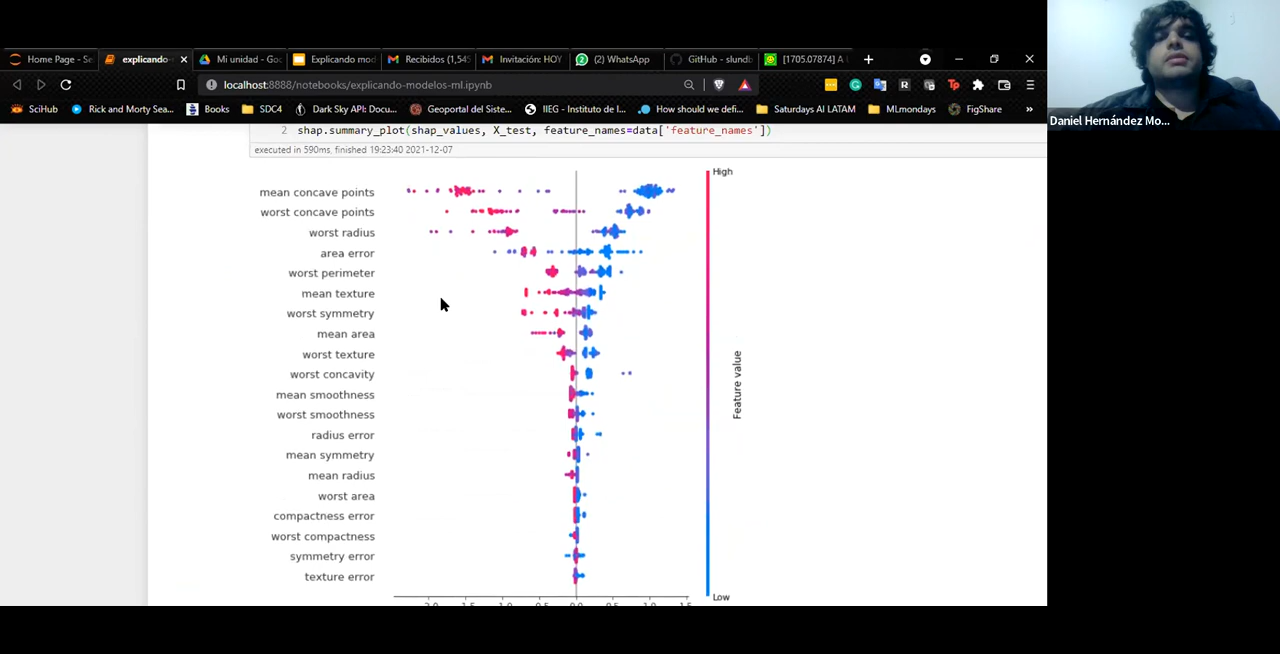 Home Page - Se
explicando-
Mi unidad - Goo
Explicando mod
Recibidos (1,545
Invitación: HOY
(2) WhatsApp
GitHub - slundb
[1705.07874] A U
localhost:8888/notebooks/explicando-modelos-ml.ipynb
SciHub
Rick and Morty Sea...
Books
SDC4
Dark Sky API: Docu...
Geoportal del Siste...
IIEG - Instituto de I...
How should we defi...
Saturdays AI LATAM
MLmondays
FigShare
»
Daniel Hernández Mo...
2 shap.summary_plot(shap_values, X_test, feature_names=data['feature_names'])
executed in 590ms, finished 19:23:40 2021-12-07
High
mean concave points
worst concave points
worst radius
area error
worst perimeter
mean texture
worst symmetry
mean area
worst texture
worst concavity
mean smoothness
worst smoothness
radius error
mean symmetry
mean radius
worst area
compactness error
worst compactness
symmetry error
texture error
Feature value
Low